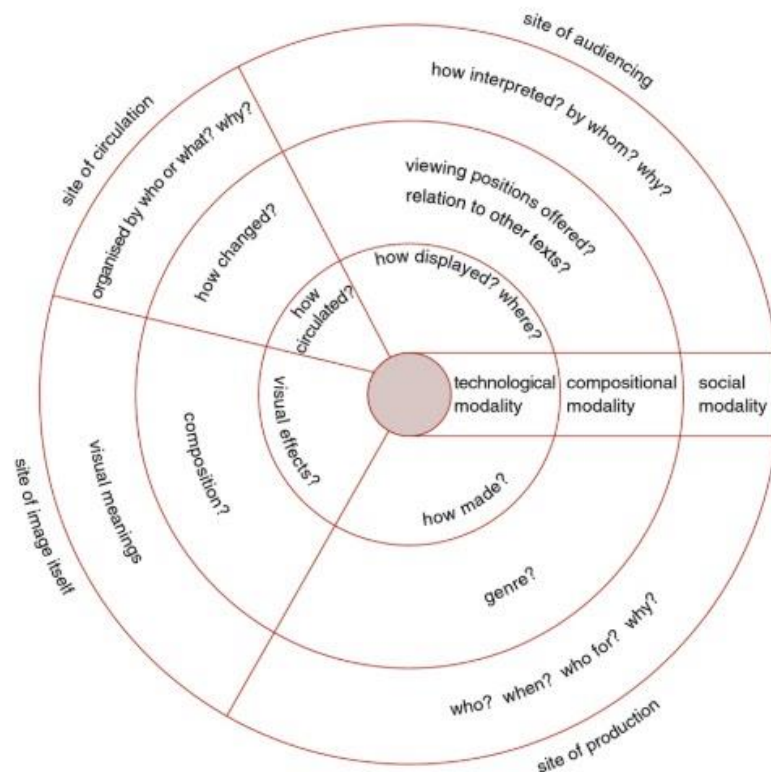 site of audiencing
how interpreted? by whom? why?
viewing positions offered?
relation to other texts?
how displayed? where?
site of circulation
organised by who or what? why?
how changed?
how
circulated?
technological
modality
compositional
modality
social
modality
site of image itself
visual meanings
composition?
visual effects?
how made?
genre?
who? when? who for? why?
site of production